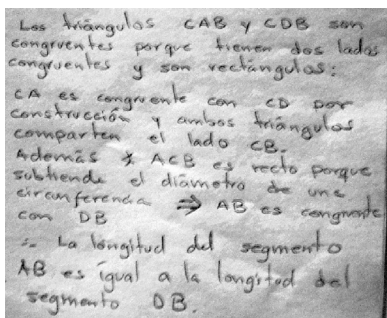 Los triángulos CAB y CDB son
congruentes porque tienen dos lados
congruentes y son rectángulos:
CA es congruente con CD por
construcción y ambos triángulos
comparten el lado CB.
Además ∡ ACB es recto porque
subtiende el diámetro de una
circunferencia ⇒ AB es congruente
con DB
∴ La longitud del segmento
AB es igual a la longitud del
segmento DB.